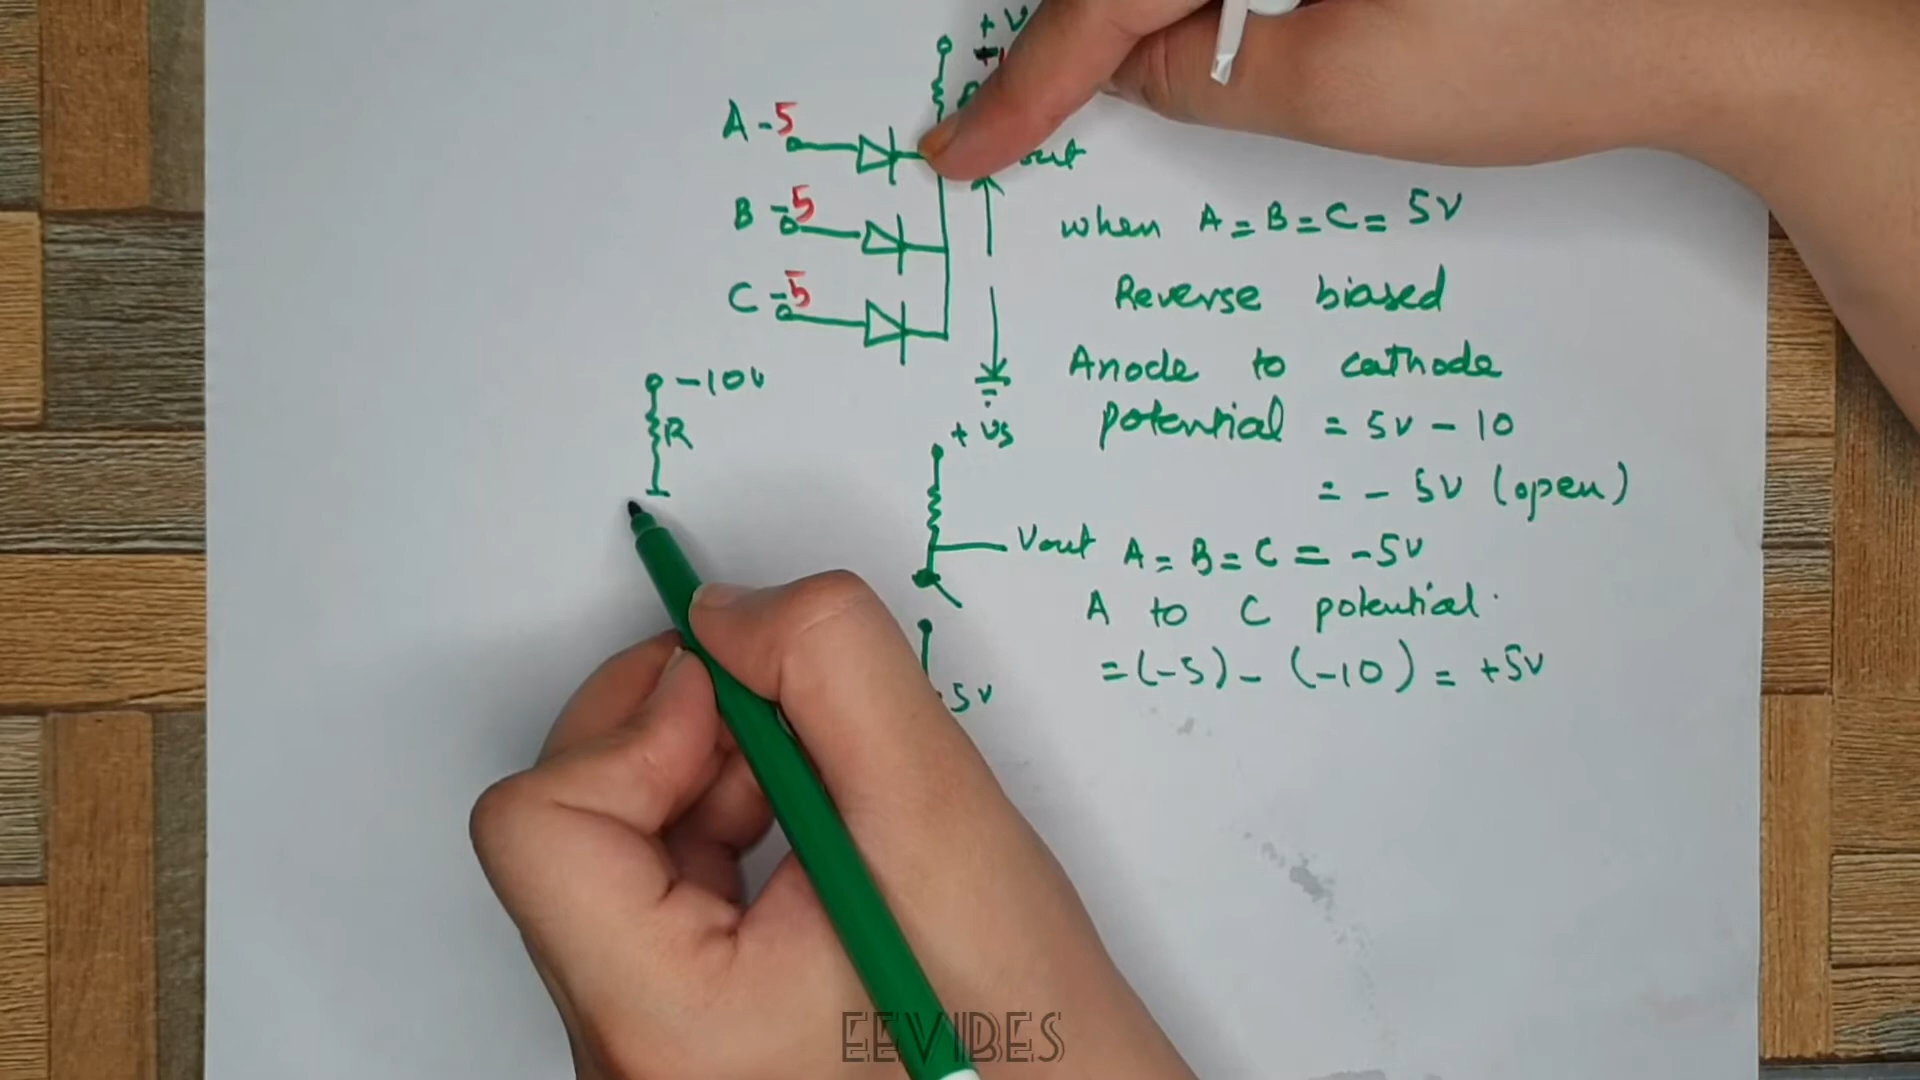 +V
A -5
out
B -5
when A = B = C = 5V
C -5
Reverse biased
Anode to cathode
-10V
R
potential = 5V - 10
+ Vs
= - 5V (open)
Vout
A = B = C = -5V
A to C potential.
= (-5) - (-10) = +5V
5V
EEVIBES